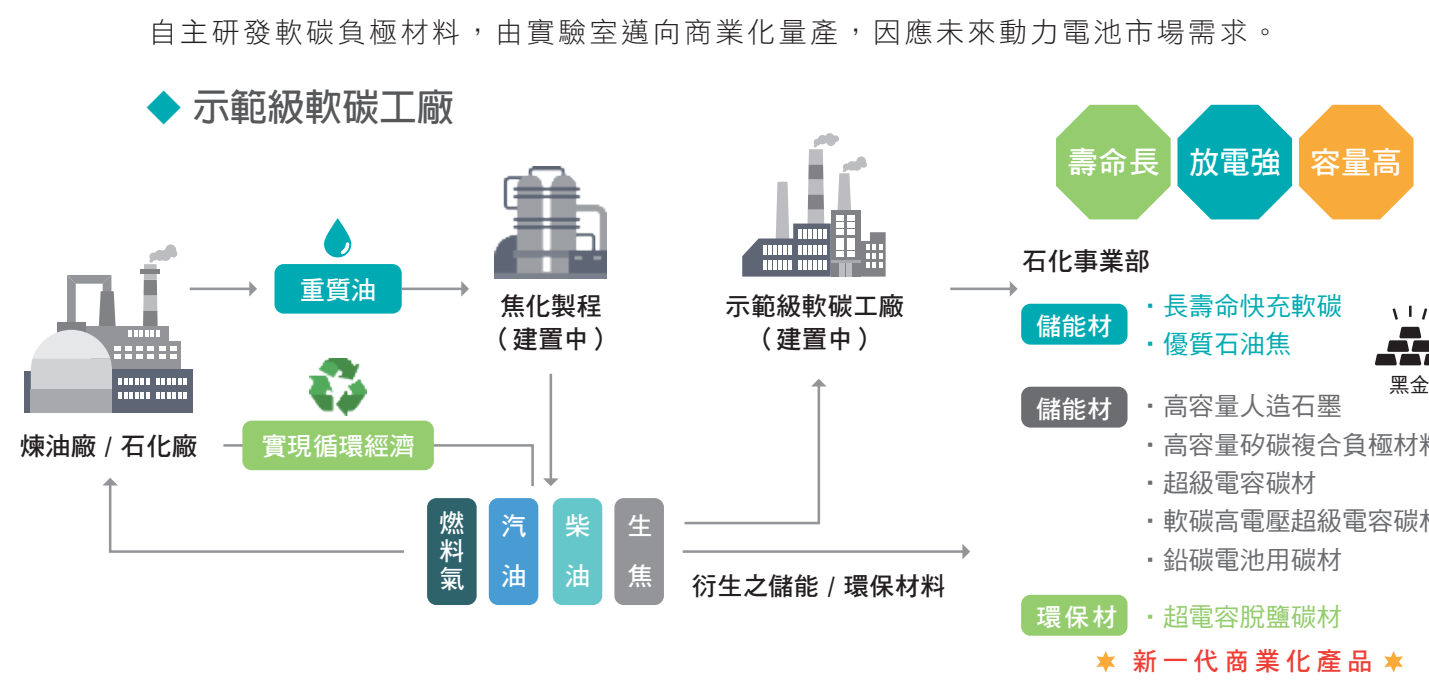 自主研發軟碳負極材料，由實驗室邁向商業化量產，因應未來動力電池市場需求。
示範級軟碳工廠
壽命長
放電強
容量高
重質油
焦化製程
（建置中）
示範級軟碳工廠
（建置中）
石化事業部
儲能材
・長壽命快充軟碳
・優質石油焦
黑金
儲能材
・高容量人造石墨
・高容量矽碳複合負極材料
・超級電容碳材
・軟碳高電壓超級電容碳材
・鉛碳電池用碳材
煉油廠 / 石化廠
實現循環經濟
燃料氣
汽油
柴油
生焦
衍生之儲能 / 環保材料
環保材
・超電容脫鹽碳材
新一代商業化產品